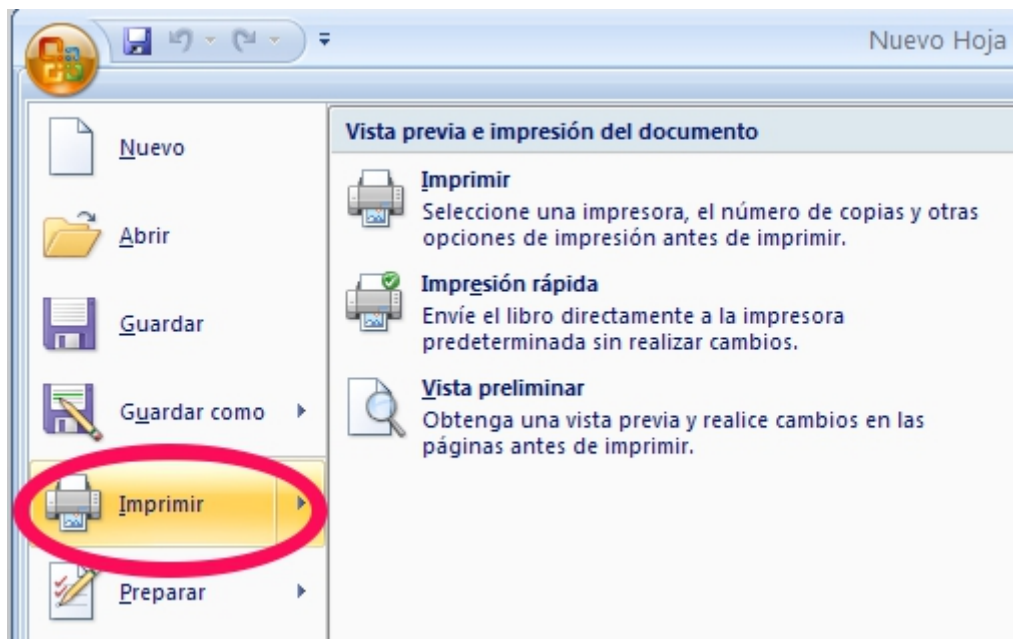 Nuevo Hoja
Nuevo
Abrir
Guardar
Guardar como
Imprimir
Preparar
Vista previa e impresión del documento
Imprimir
Seleccione una impresora, el número de copias y otras
opciones de impresión antes de imprimir.
Impresión rápida
Envíe el libro directamente a la impresora
predeterminada sin realizar cambios.
Vista preliminar
Obtenga una vista previa y realice cambios en las
páginas antes de imprimir.